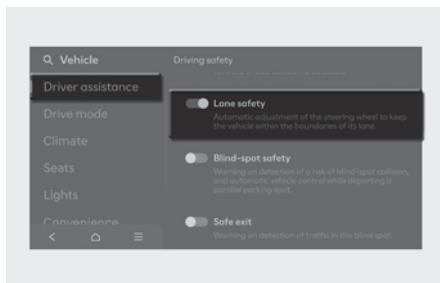 Vehicle
Driving safety
Driver assistance
Drive mode
Climate
Seats
Lights
Convenience
Lane safety
Automatic adjustment of the steering wheel to keep
the vehicle within the boundaries of its lane.
Blind-spot safety
Warning on detection of a risk of blind-spot collision,
and automatic vehicle control while departing a
parallel parking spot.
Safe exit
Warning on detection of traffic in the blind spot.